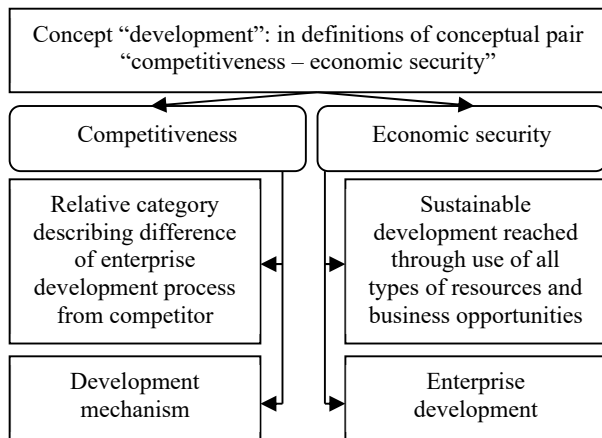 Concept “development”: in definitions of conceptual pair
“competitiveness – economic security”
Competitiveness
Economic security
Relative category
describing difference
of enterprise
development process
from competitor
Sustainable
development reached
through use of all
types of resources and
business opportunities
Development
mechanism
Enterprise
development